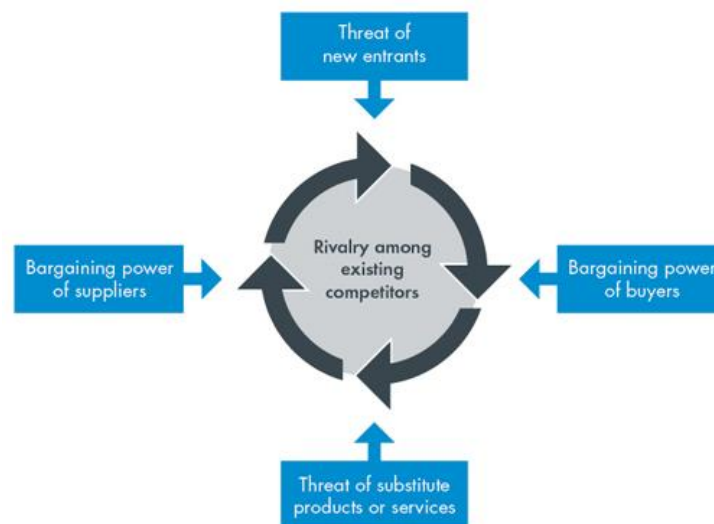 Threat of
new entrants
Bargaining power
of suppliers
Rivalry among
existing
competitors
Bargaining power
of buyers
Threat of substitute
products or services